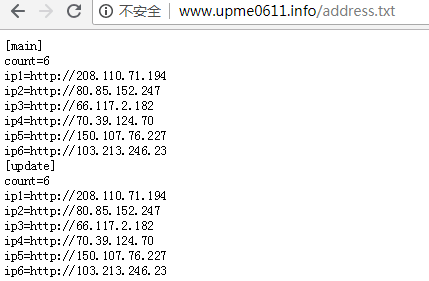 不安全 | www.upme0611.info/address.txt
[main]
count=6
ip1=http://208.110.71.194
ip2=http://80.85.152.247
ip3=http://66.117.2.182
ip4=http://70.39.124.70
ip5=http://150.107.76.227
ip6=http://103.213.246.23
[update]
count=6
ip1=http://208.110.71.194
ip2=http://80.85.152.247
ip3=http://66.117.2.182
ip4=http://70.39.124.70
ip5=http://150.107.76.227
ip6=http://103.213.246.23